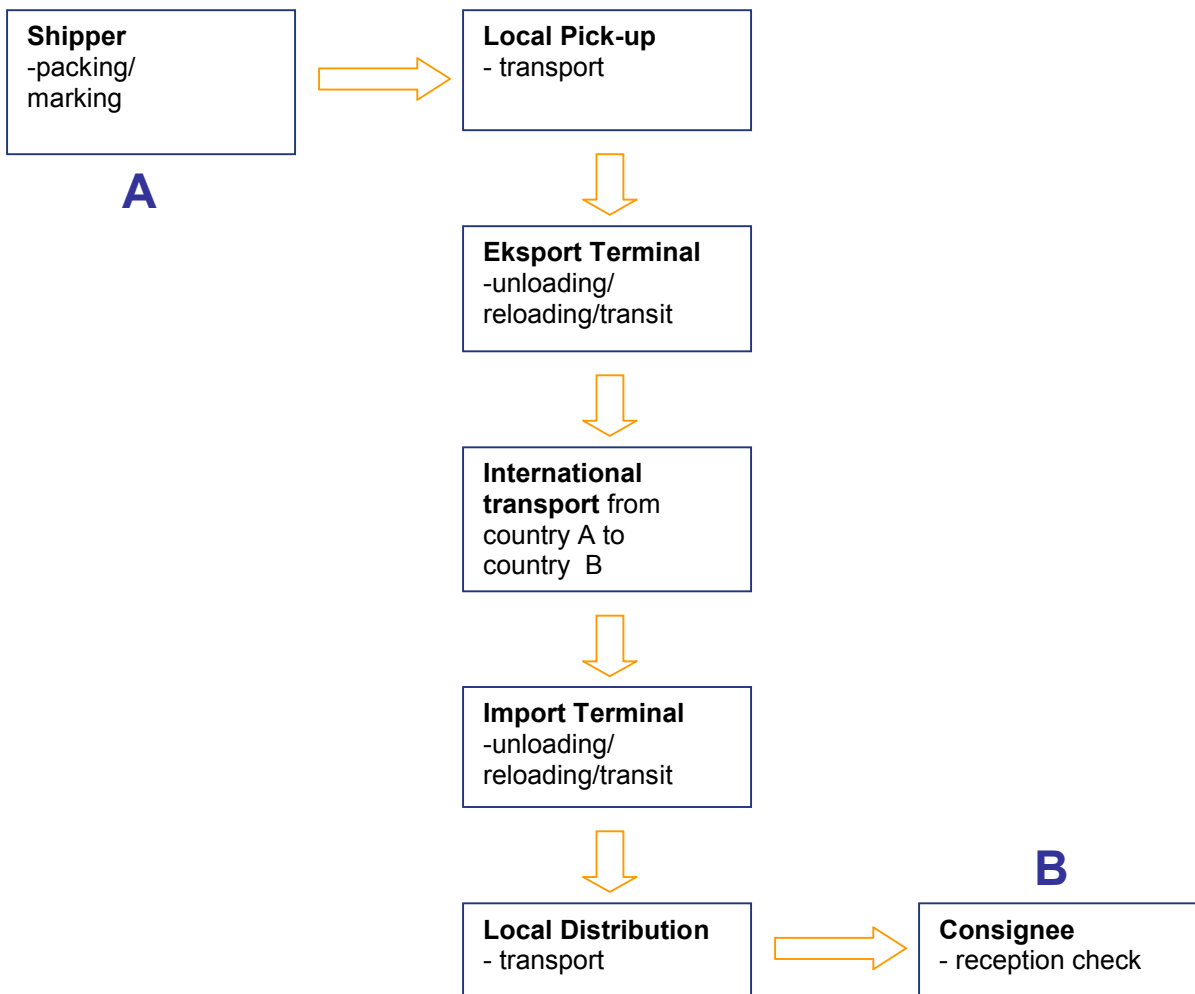 Shipper
-packing/
marking
A
Local Pick-up
- transport
Eksport Terminal
-unloading/
reloading/transit
International
transport from
country A to
country  B
Import Terminal
-unloading/
reloading/transit
Local Distribution
- transport
B
Consignee
- reception check